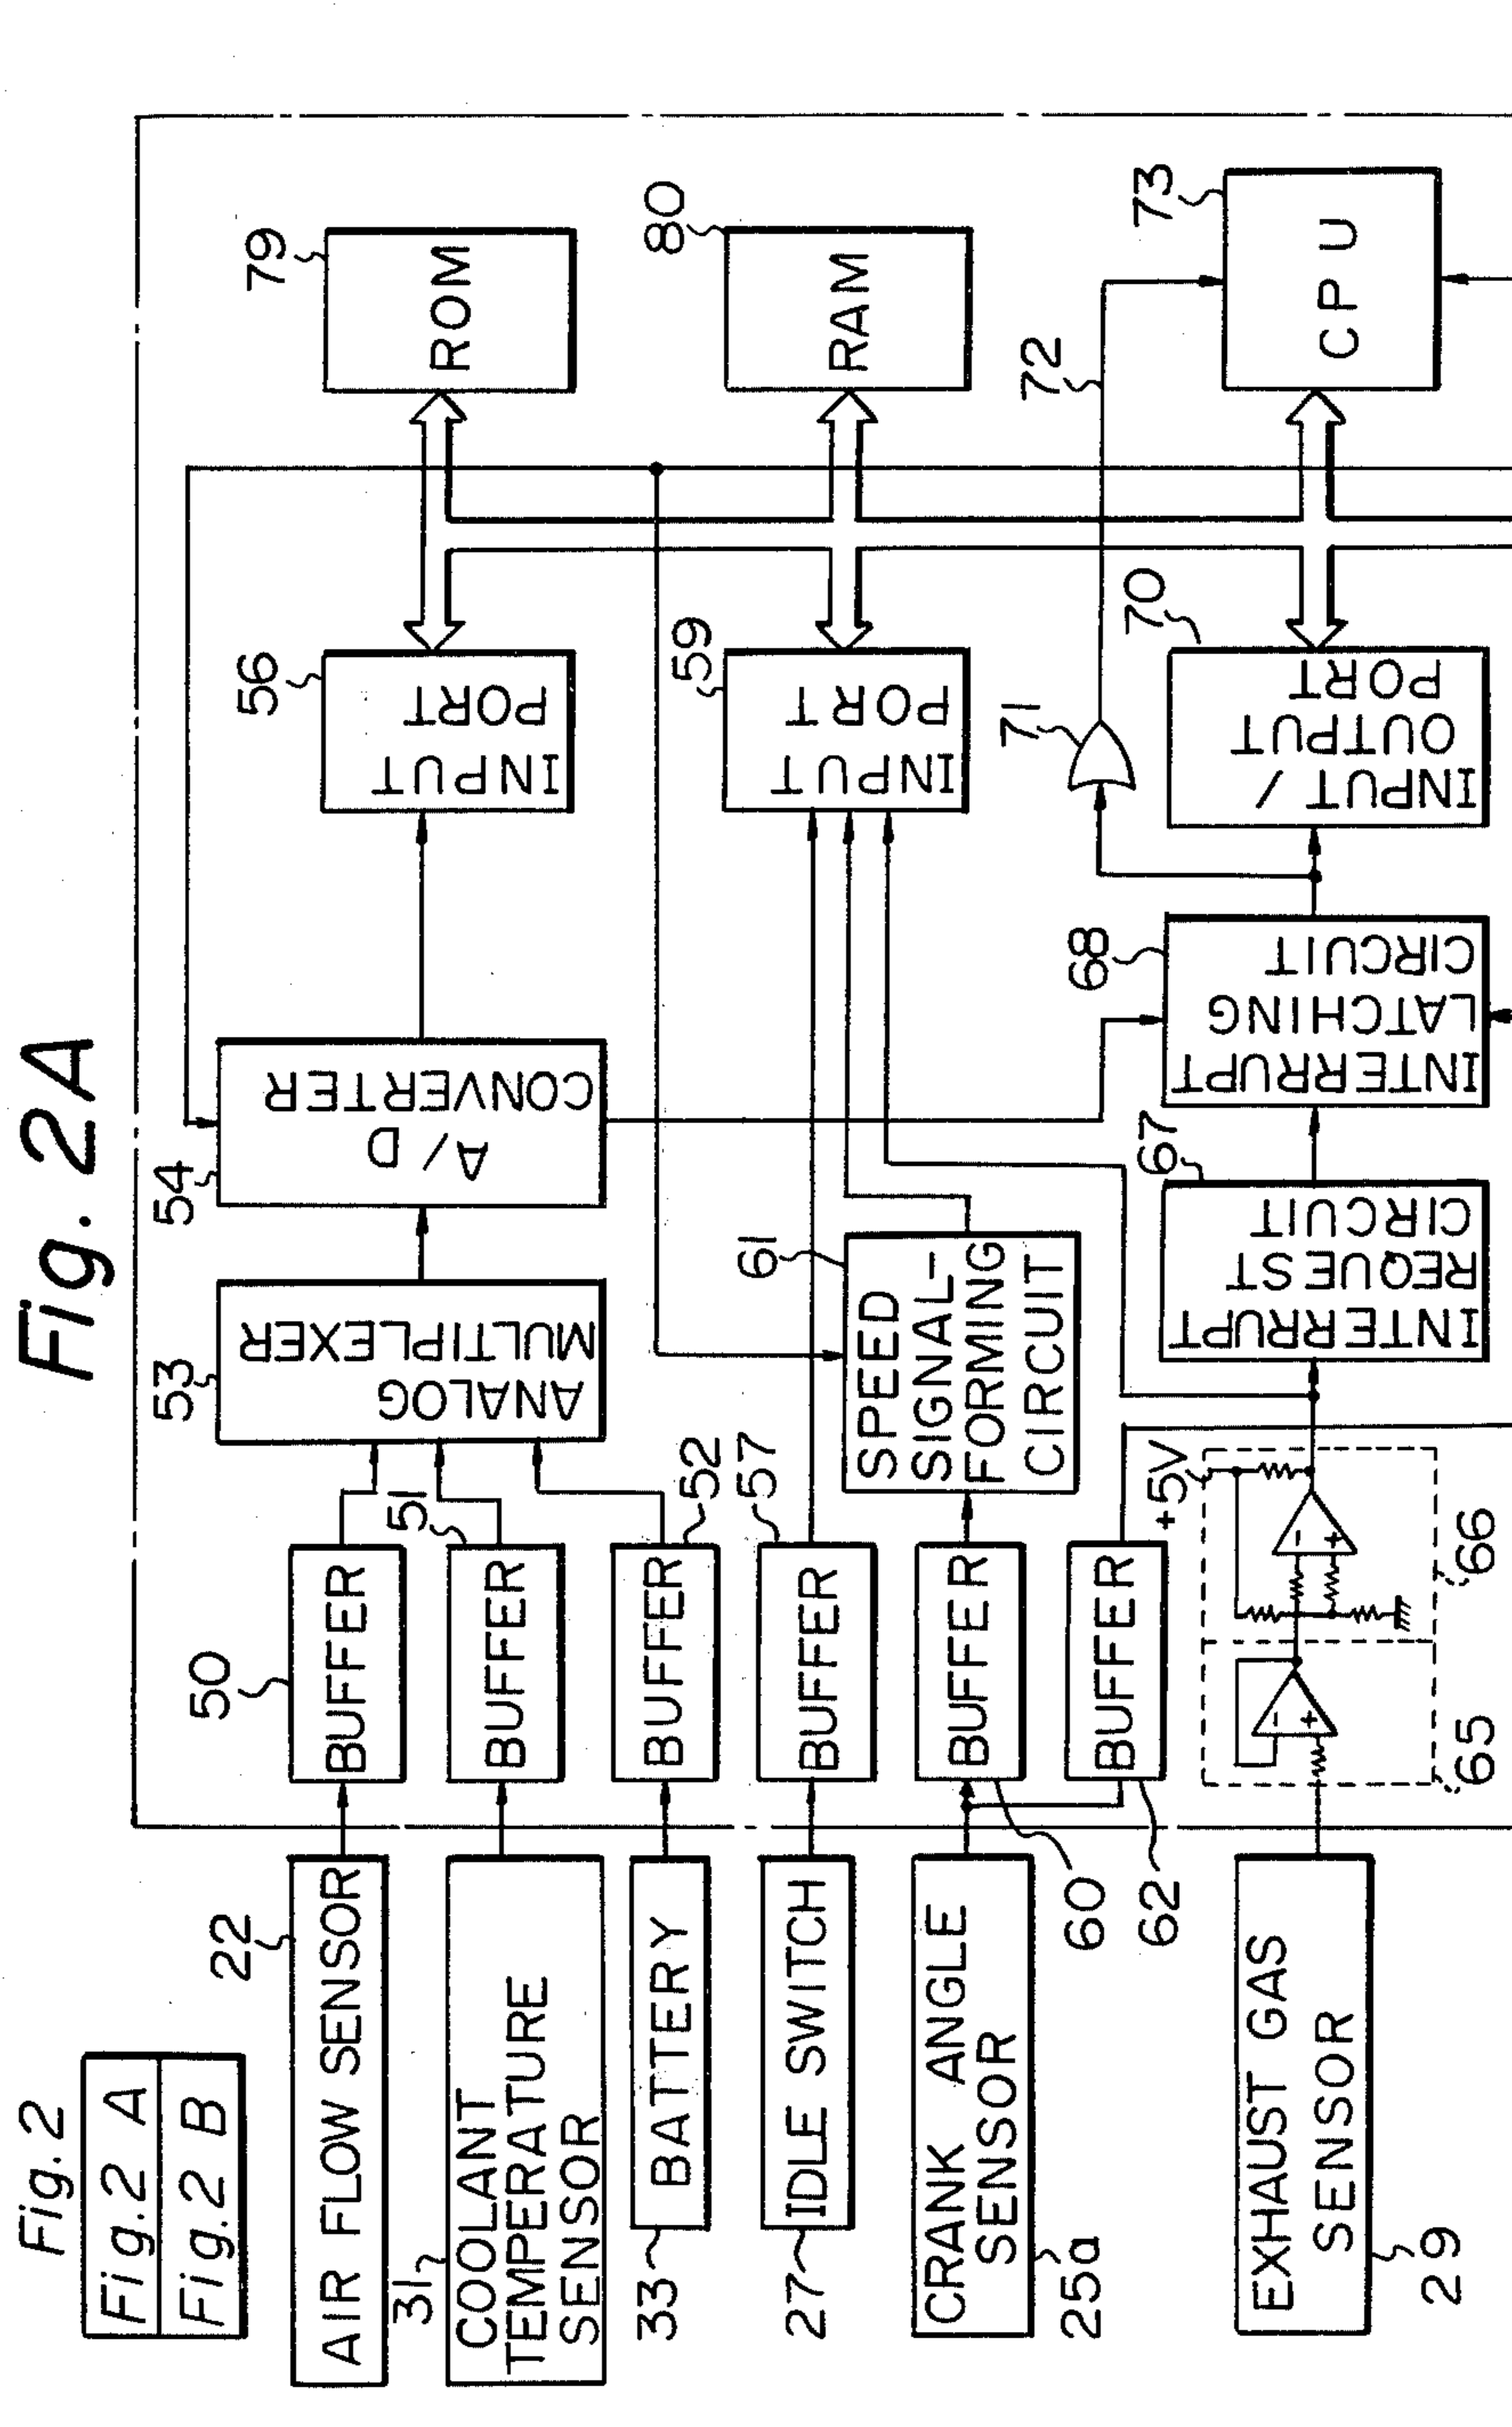 Fig. 2
Fig. 2 A
Fig. 2 B
Fig. 2A
22
AIR FLOW SENSOR
50
BUFFER
53
ANALOG
MULTIPLEXER
54
A/D
CONVERTER
56
INPUT
PORT
79
ROM
31
COOLANT
TEMPERATURE
SENSOR
51
BUFFER
33
BATTERY
52
BUFFER
27
IDLE SWITCH
57
BUFFER
59
INPUT
PORT
80
RAM
25a
CRANK ANGLE
SENSOR
60
BUFFER
61
SPEED
SIGNAL-
FORMING
CIRCUIT
62
BUFFER
71
72
29
EXHAUST GAS
SENSOR
65
-
+
66
+5V
-
+
67
INTERRUPT
REQUEST
CIRCUIT
68
INTERRUPT
LATCHING
CIRCUIT
70
INPUT /
OUTPUT
PORT
73
CPU